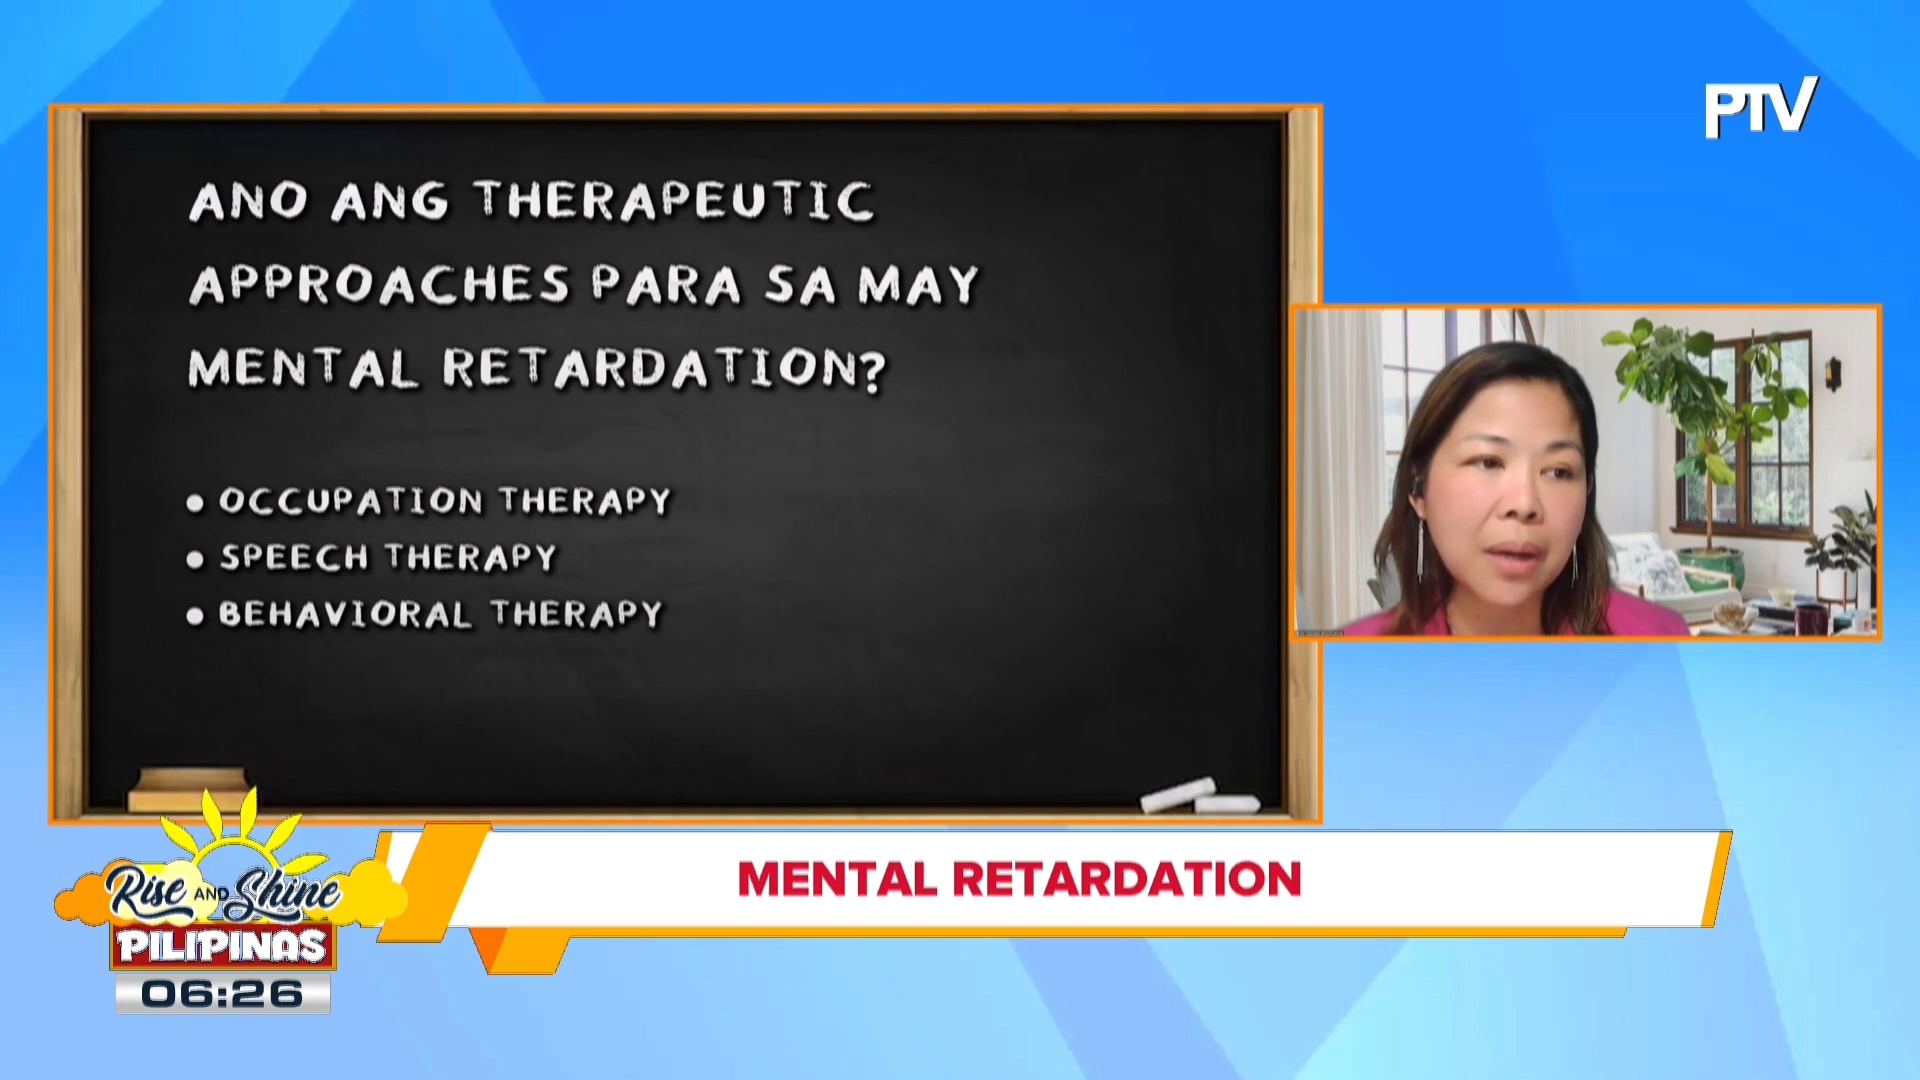 PTV
ANO ANG THERAPEUTIC
APPROACHES PARA SA MAY
MENTAL RETARDATION?
• OCCUPATION THERAPY
• SPEECH THERAPY
• BEHAVIORAL THERAPY
MENTAL RETARDATION
Rise AND Shine
PILIPINAS
06:26